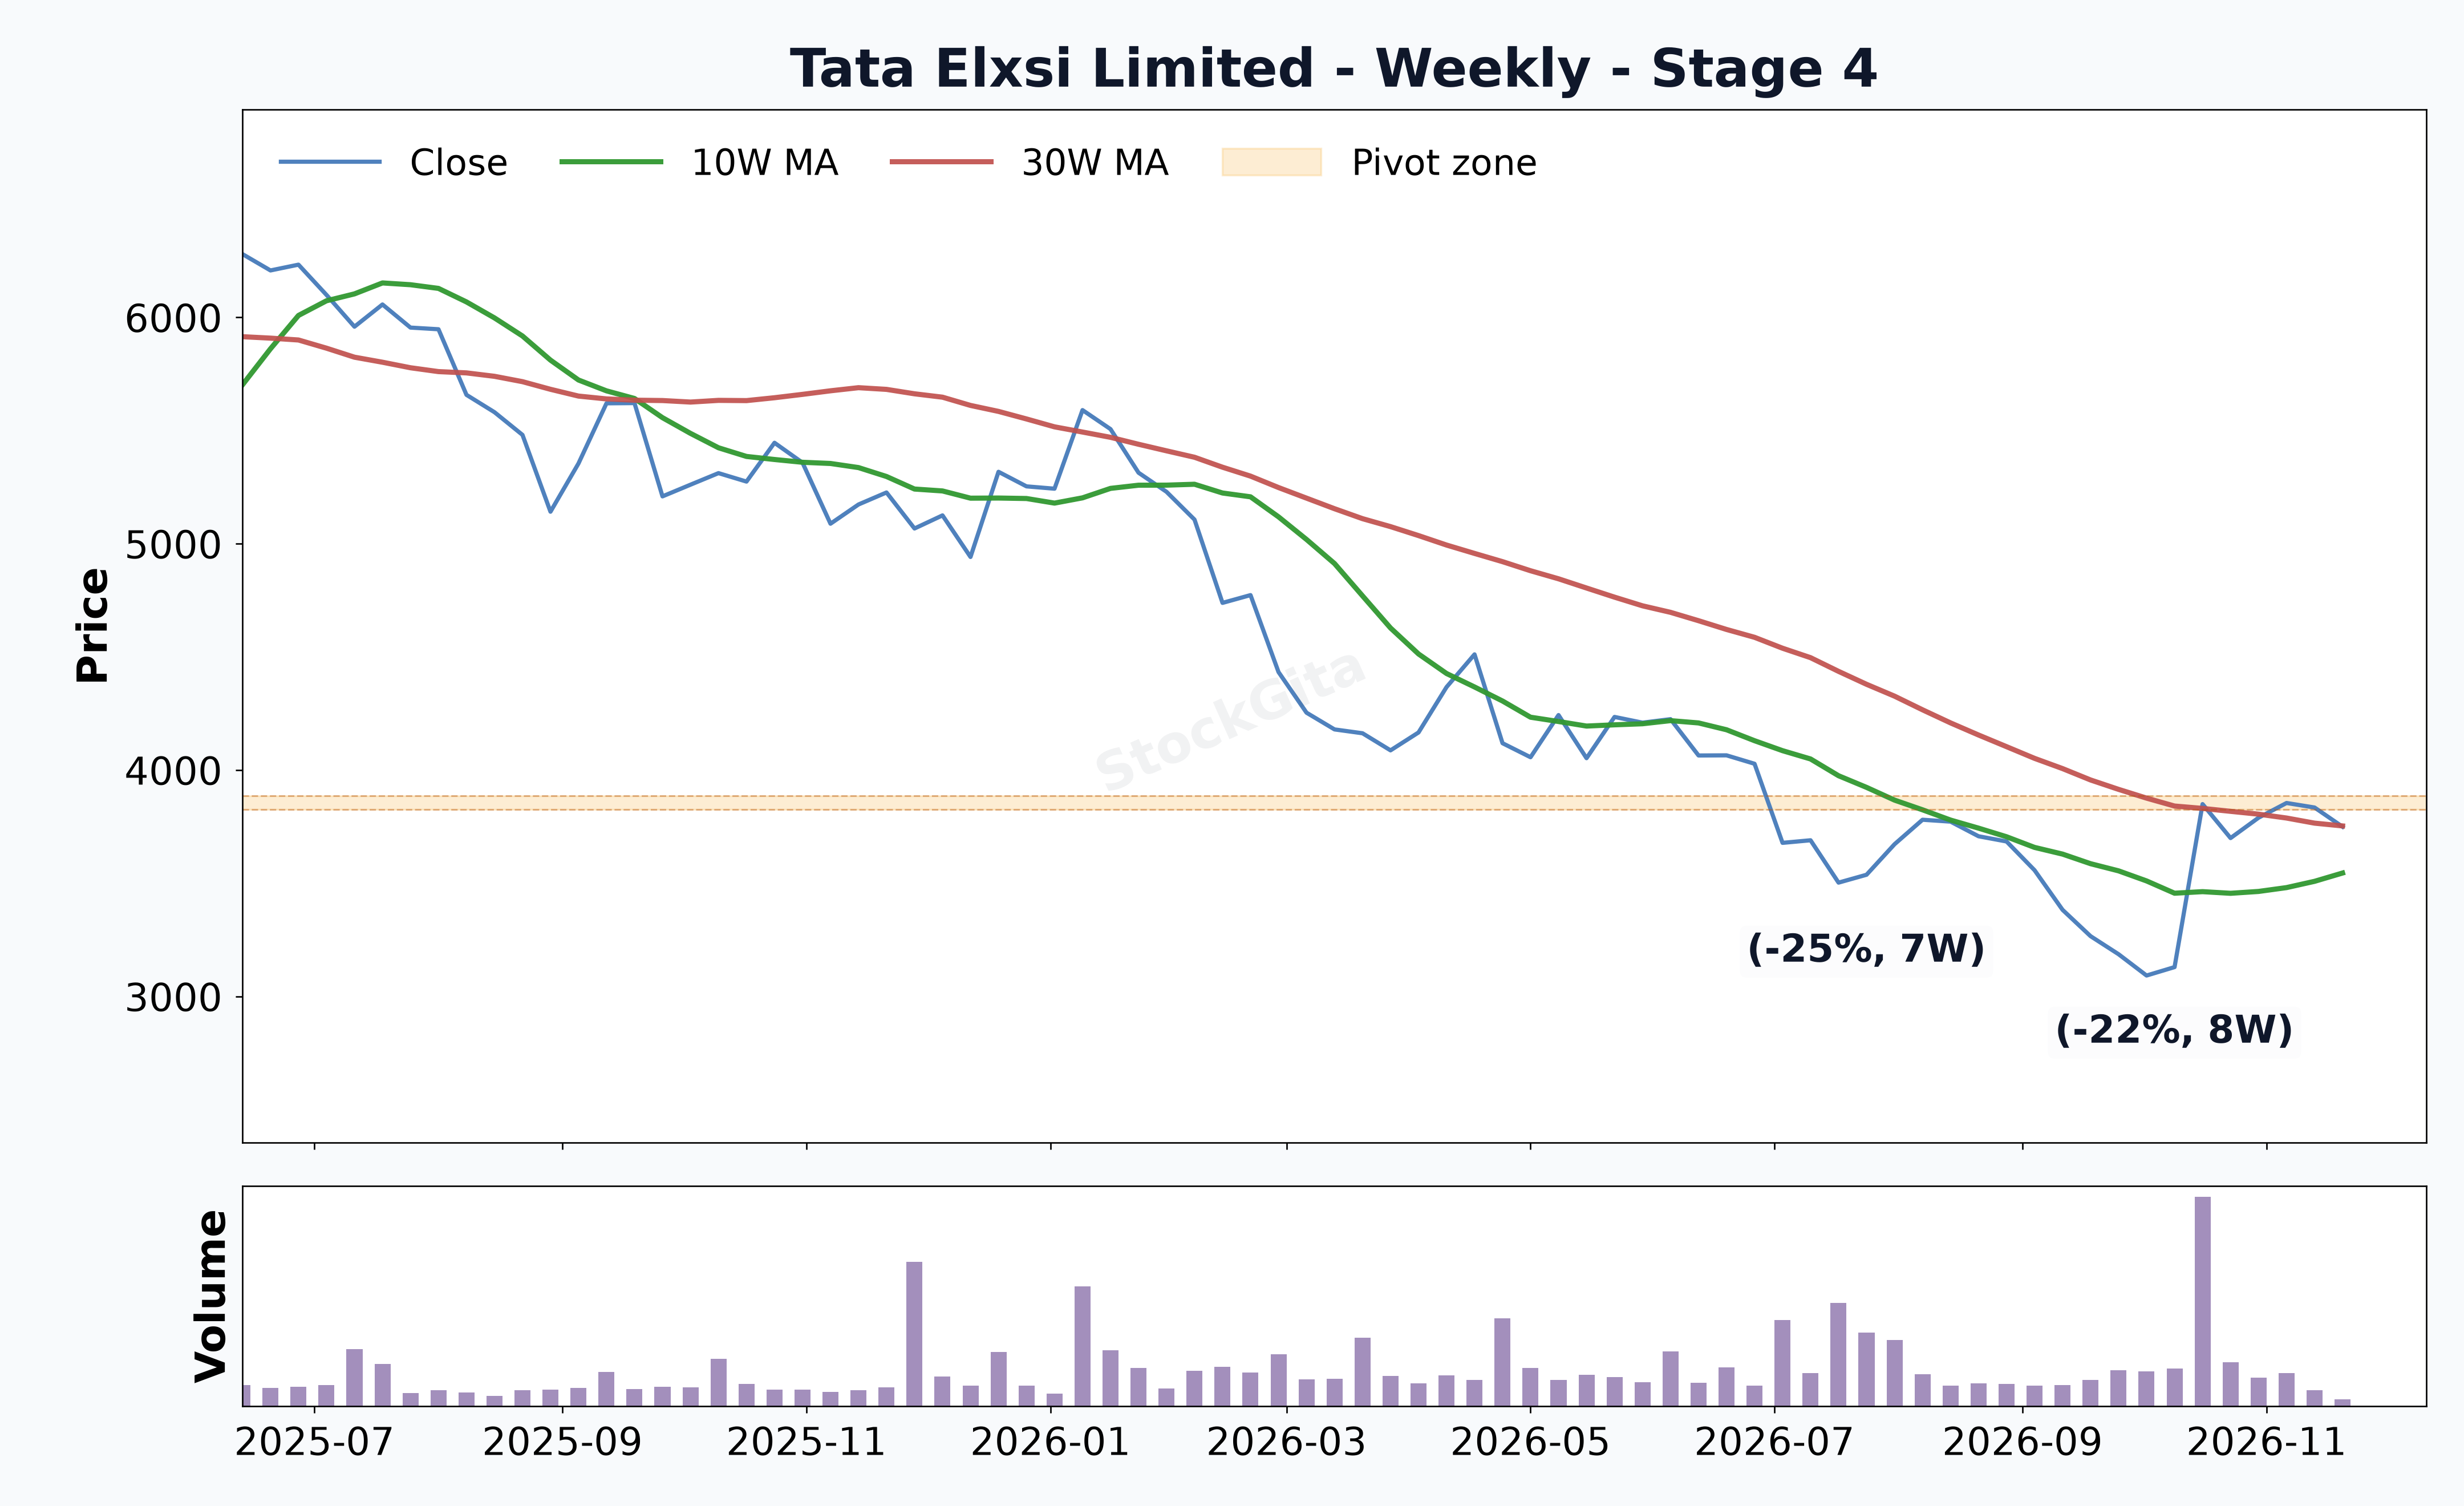 Tata Elxsi Limited - Weekly - Stage 4
Close 10W MA 30W MA Pivot zone
6000
5000
4000
3000
Price
StockGita
(-25%, 7W)
(-22%, 8W)
Volume
2025-07 2025-09 2025-11 2026-01 2026-03 2026-05 2026-07 2026-09 2026-11